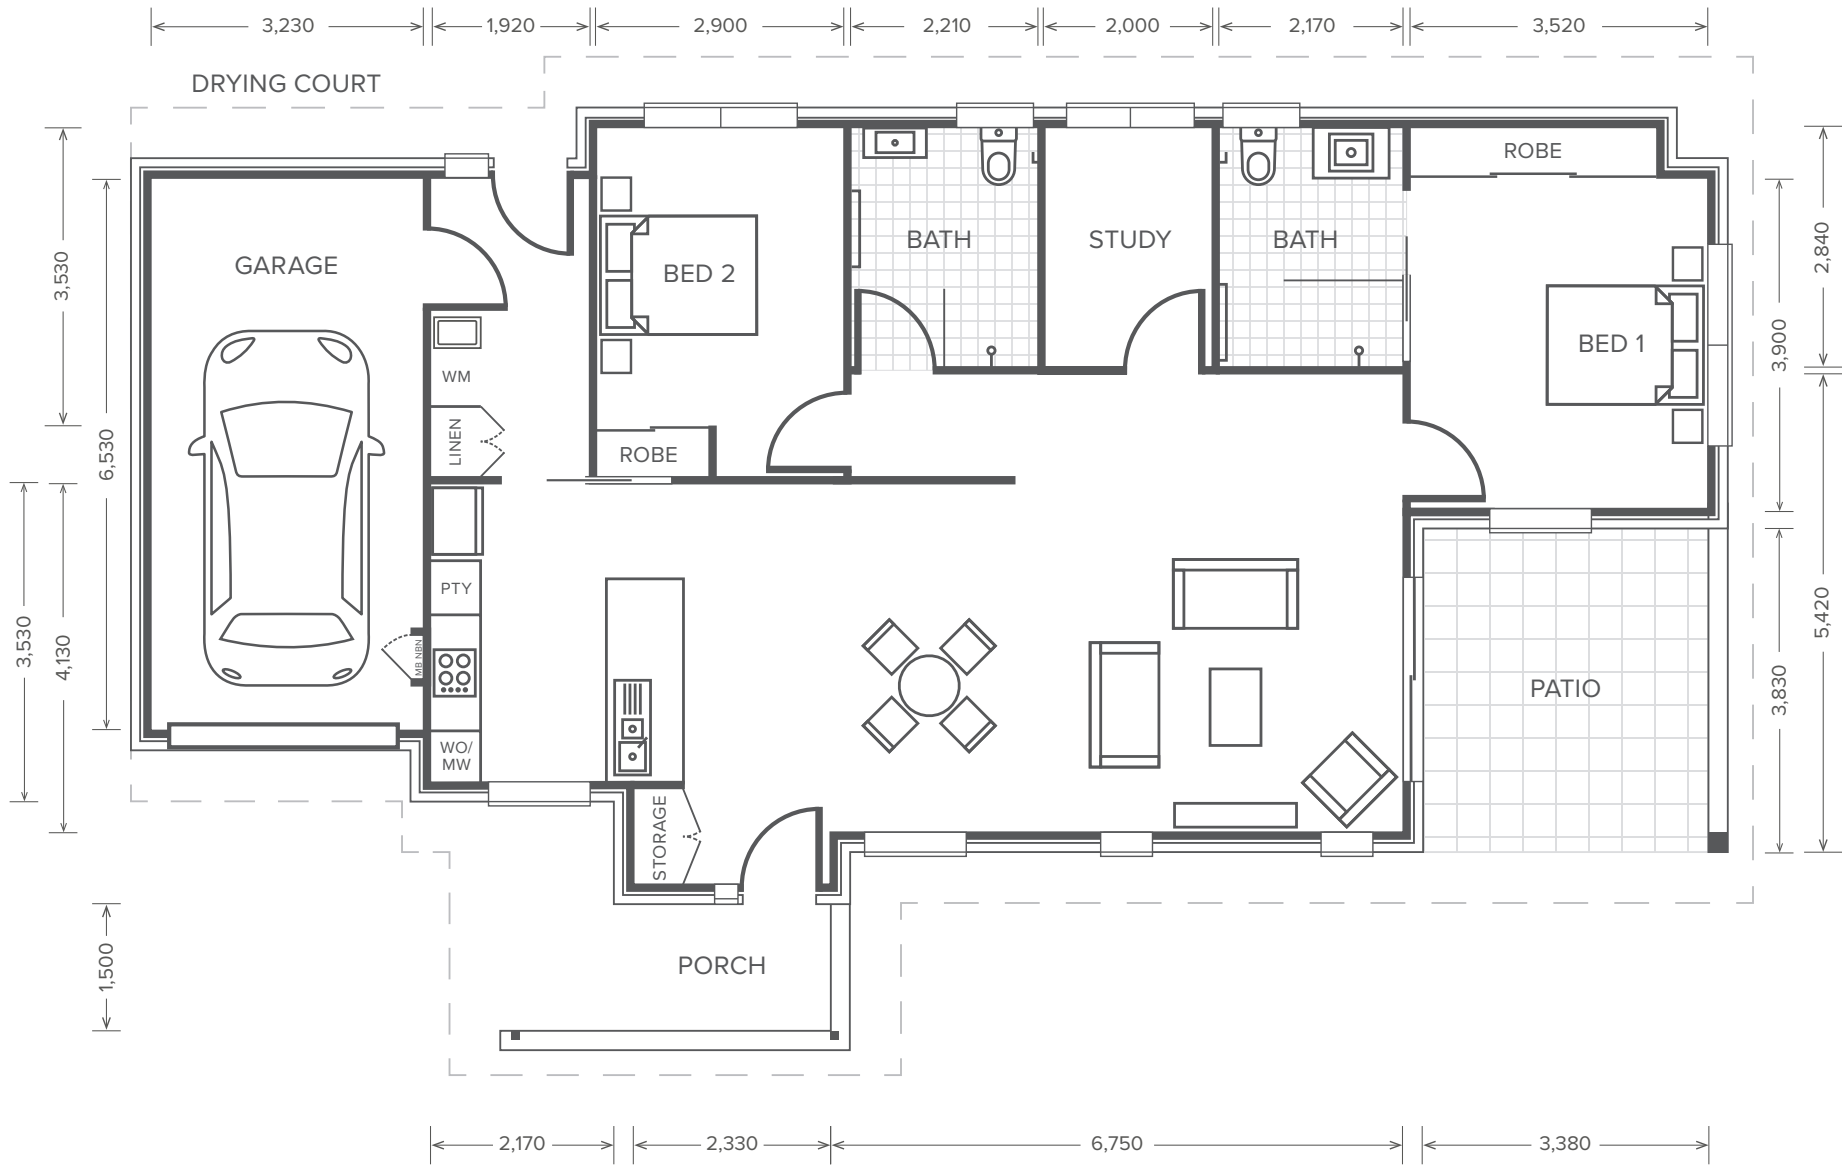 3,230
1,920
2,900
2,210
2,000
2,170
3,520
DRYING COURT
ROBE
GARAGE
BED 2
BATH
STUDY
BATH
BED 1
WM
LINEN
ROBE
PTY
MB NBN
WO/
MW
STORAGE
PATIO
PORCH
3,530
6,530
3,530
4,130
1,500
2,840
3,900
5,420
3,830
2,170
2,330
6,750
3,380